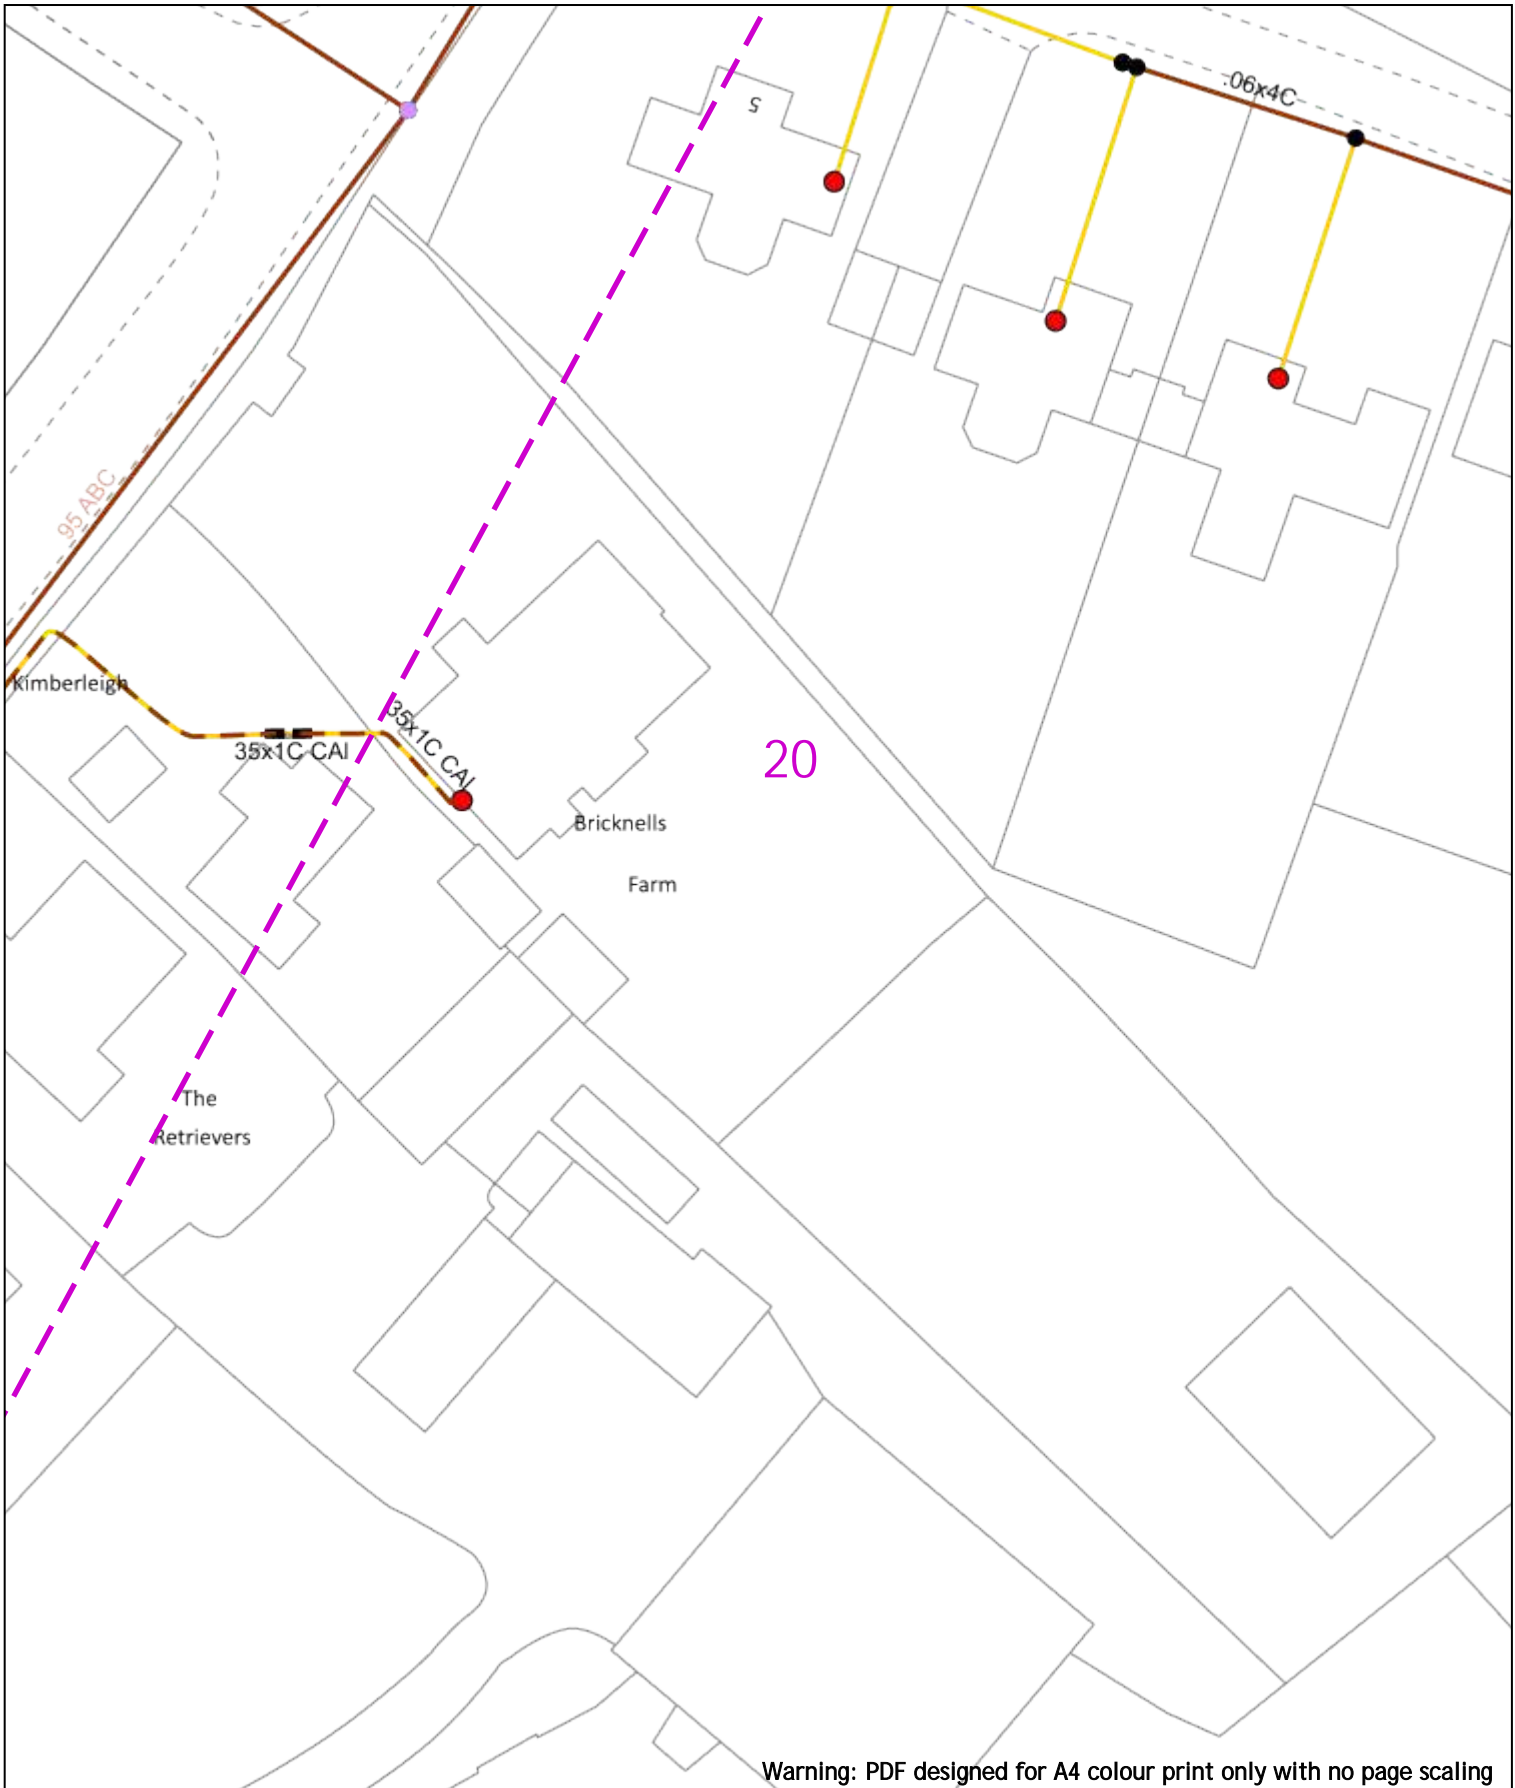 5
.06x4C
95 ABC
Kimberleigh
35x1C CAI
35x1C CAI
20
Bricknells
Farm
The
Retrievers
Warning: PDF designed for A4 colour print only with no page scaling